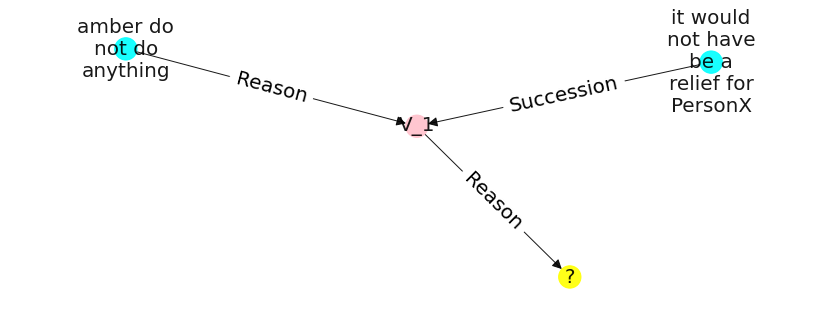 amber do
not do
anything
it would
not have
be a
relief for
PersonX
Reason
Succession
V_1
Reason
?